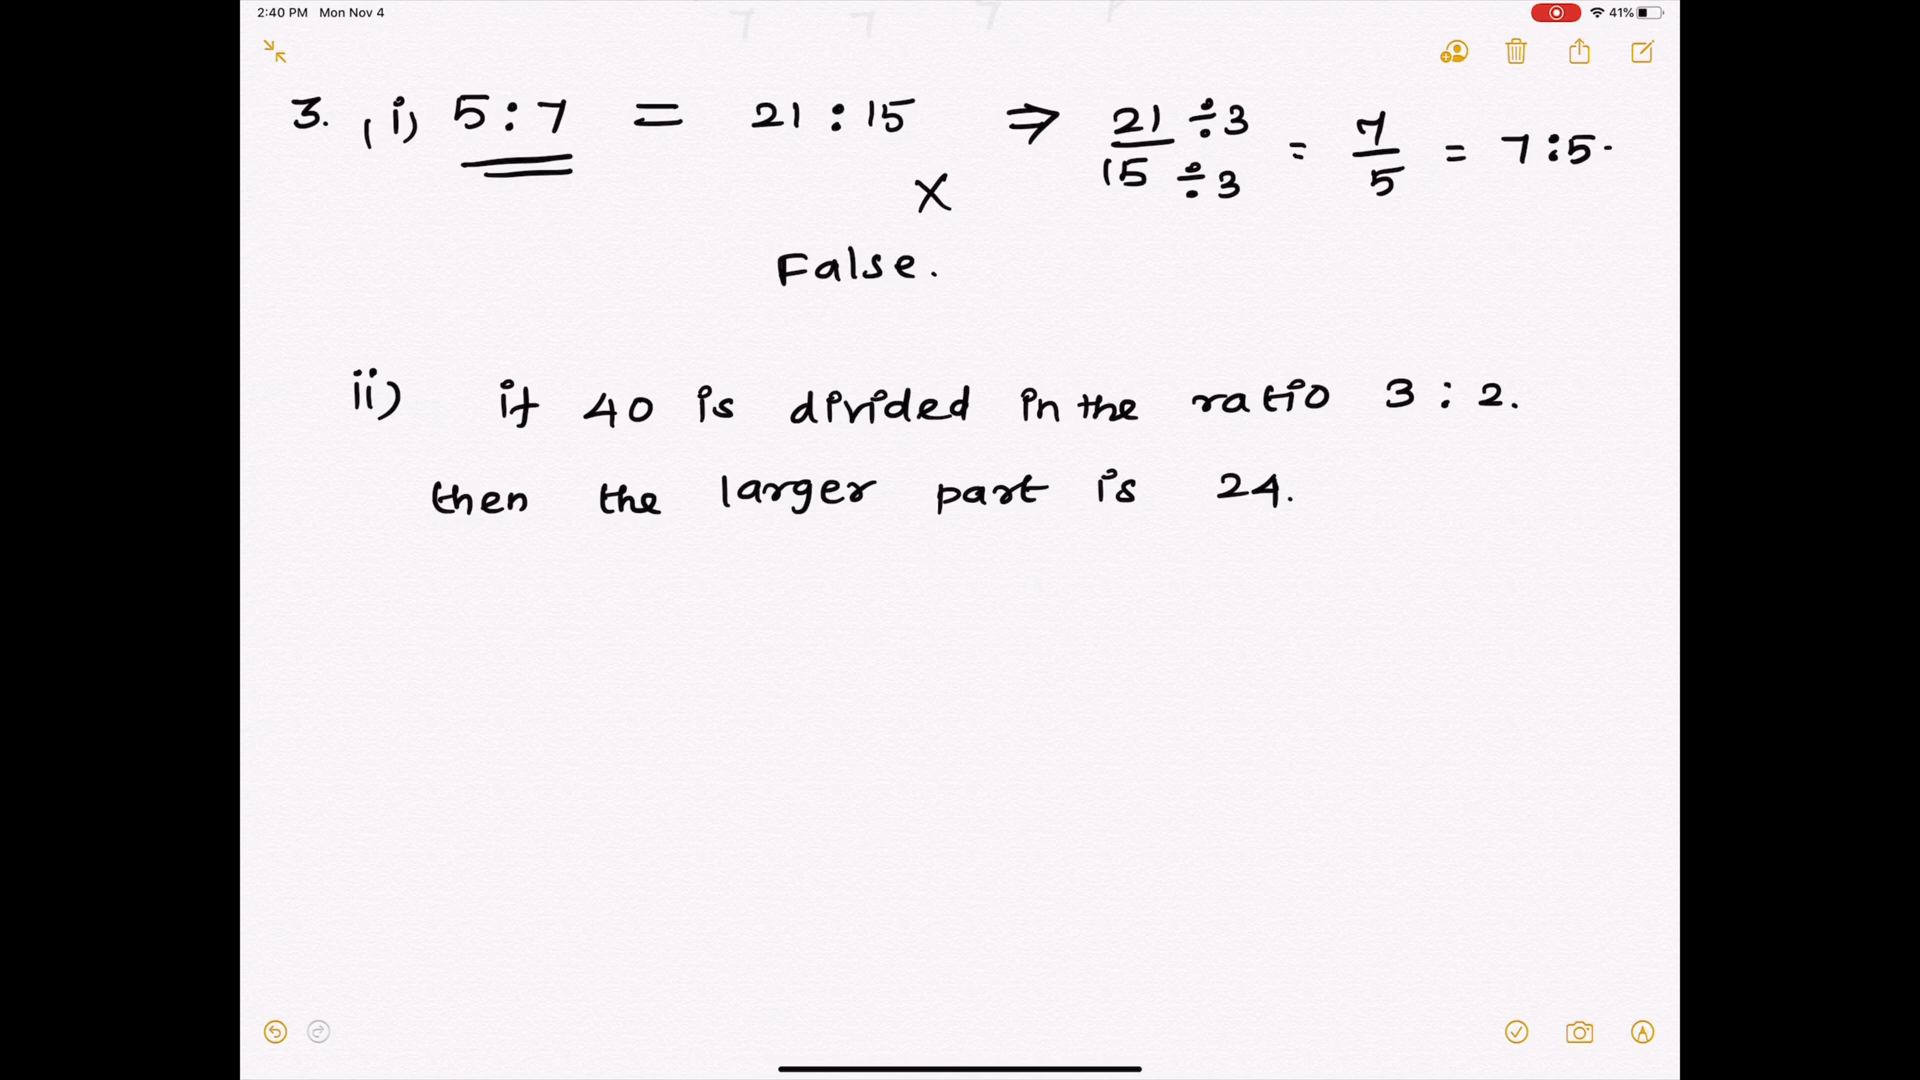 2:40 PM Mon Nov 4
41%
3. (i) 5 : 7 = 21 : 15 ⇒ 21 ÷3 / 15 ÷3 = 7/5 = 7 : 5.
X
False.
ii) if 40 is divided in the ratio 3 : 2.
then the larger part is 24.